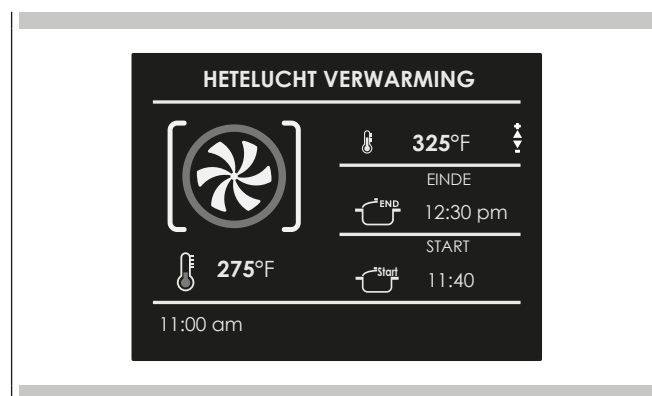 HETELUCHT VERWARMING
325°F
EINDE
END 12:30 pm
START
Start 11:40
275°F
11:00 am